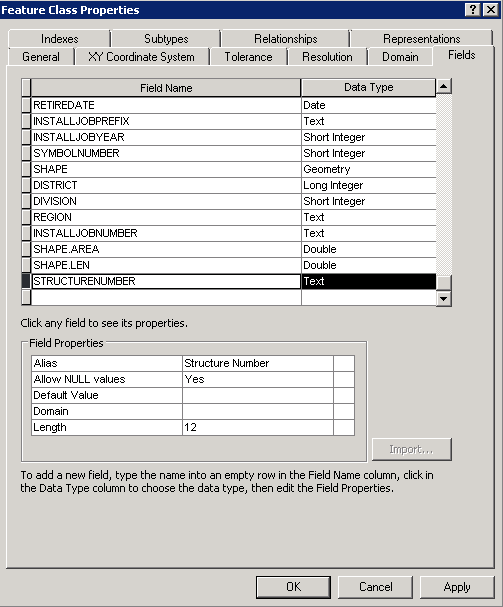 Feature Class Properties
Indexes Subtypes Relationships Representations
General XY Coordinate System Tolerance Resolution Domain Fields
Field Name Data Type
RETIREDATE Date
INSTALLJOBPREFIX Text
INSTALLJOBYEAR Short Integer
SYMBOLNUMBER Short Integer
SHAPE Geometry
DISTRICT Long Integer
DIVISION Short Integer
REGION Text
INSTALLJOBNUMBER Text
SHAPE.AREA Double
SHAPE.LEN Double
STRUCTURENUMBER Text
Click any field to see its properties.
Field Properties
Alias Structure Number
Allow NULL values Yes
Default Value
Domain
Length 12
Import...
To add a new field, type the name into an empty row in the Field Name column, click in
the Data Type column to choose the data type, then edit the Field Properties.
OK Cancel Apply